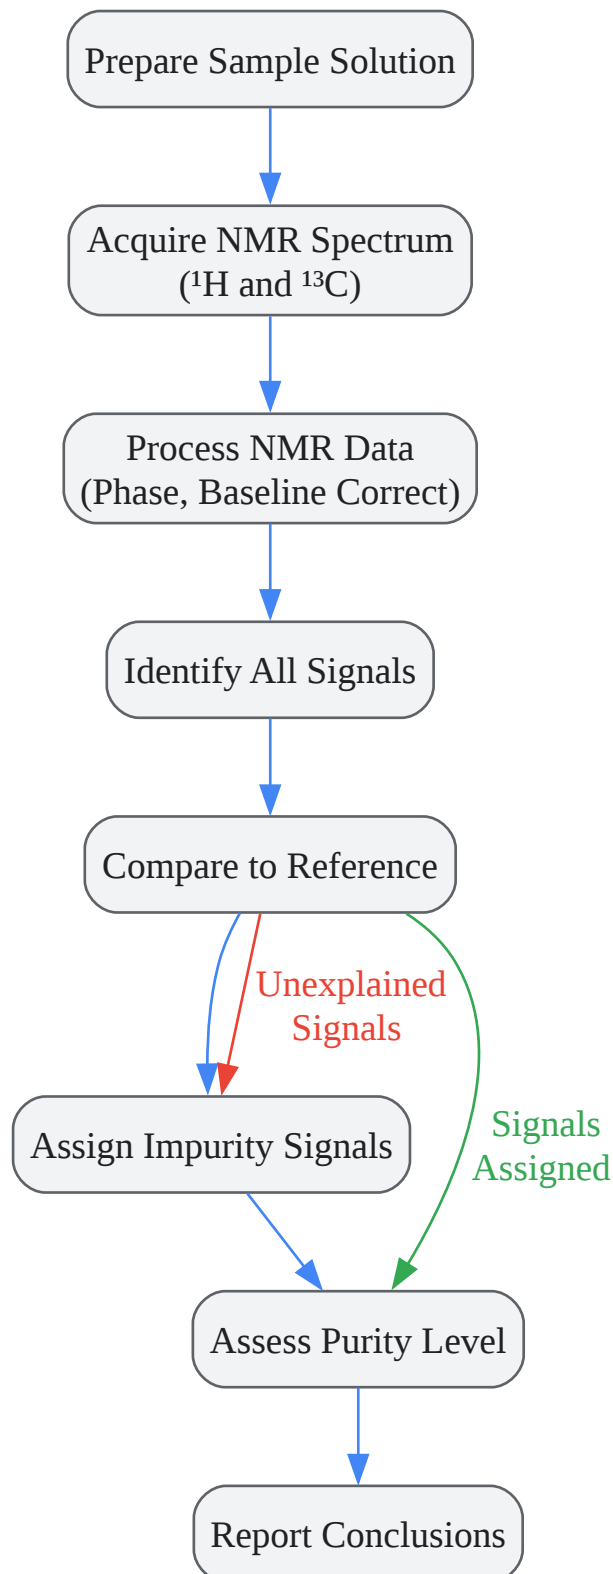 Prepare Sample Solution
Acquire NMR Spectrum
(¹H and ¹³C)
Process NMR Data
(Phase, Baseline Correct)
Identify All Signals
Compare to Reference
Unexplained
Signals
Signals
Assigned
Assign Impurity Signals
Assess Purity Level
Report Conclusions